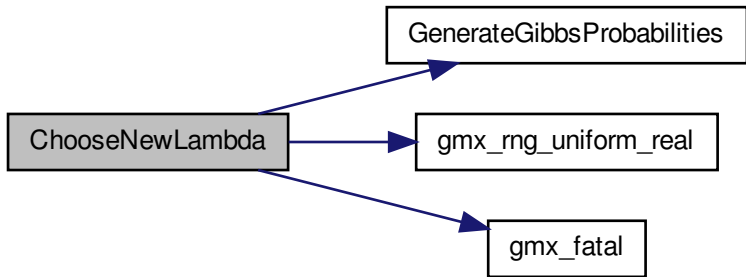 GenerateGibbsProbabilities
ChooseNewLambda
gmx_rng_uniform_real
gmx_fatal